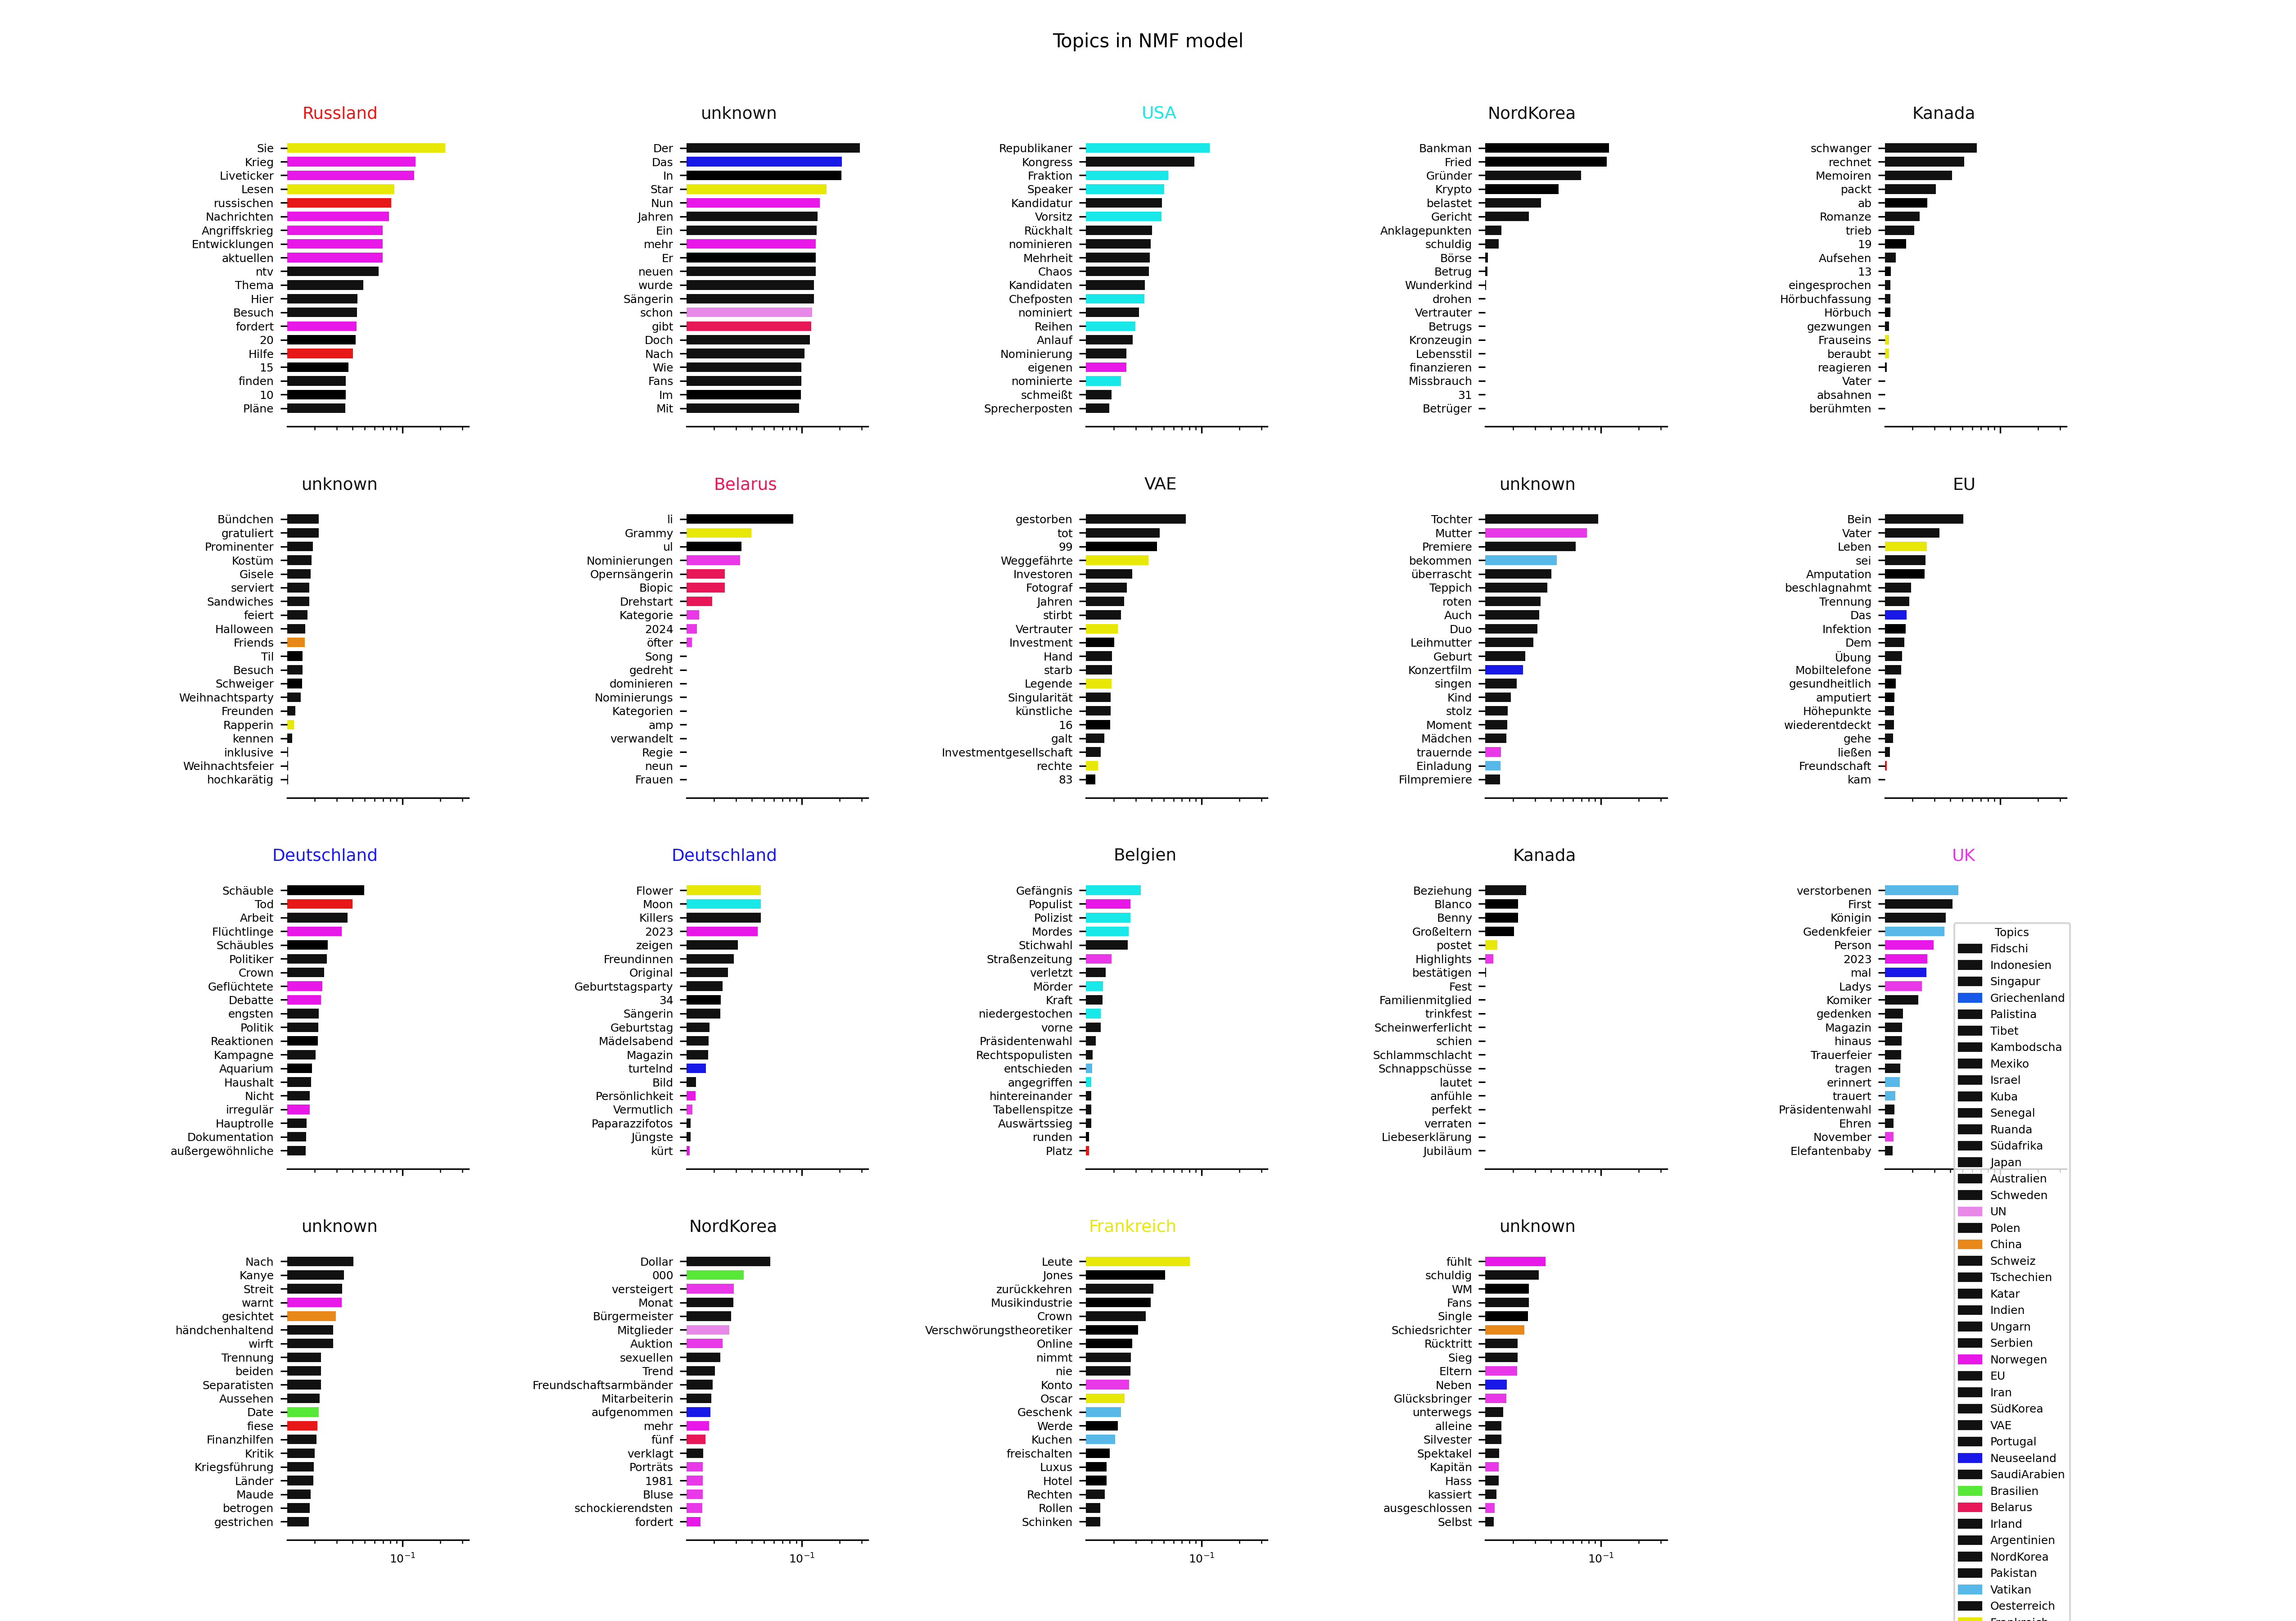 Topics in NMF model
Russland
Sie
Krieg
Liveticker
Lesen
russischen
Nachrichten
Angriffskrieg
Entwicklungen
aktuellen
ntv
Thema
Hier
Besuch
fordert
20
Hilfe
15
finden
10
Pläne
unknown
Der
Das
In
Star
Nun
Jahren
Ein
mehr
Er
neuen
wurde
Sängerin
schon
gibt
Doch
Nach
Wie
Fans
Im
Mit
USA
Republikaner
Kongress
Fraktion
Speaker
Kandidatur
Vorsitz
Rückhalt
nominieren
Mehrheit
Chaos
Kandidaten
Chefposten
nominiert
Reihen
Anlauf
Nominierung
eigenen
nominierte
schmeißt
Sprecherposten
NordKorea
Bankman
Fried
Gründer
Krypto
belastet
Gericht
Anklagepunkten
schuldig
Börse
Betrug
Wunderkind
drohen
Vertrauter
Betrugs
Kronzeugin
Lebensstil
finanzieren
Missbrauch
31
Betrüger
Kanada
schwanger
rechnet
Memoiren
packt
ab
Romanze
trieb
19
Aufsehen
13
eingesprochen
Hörbuchfassung
Hörbuch
gezwungen
Frauseins
beraubt
reagieren
Vater
absahnen
berühmten
unknown
Bündchen
gratuliert
Prominenter
Kostüm
Gisele
serviert
Sandwiches
feiert
Halloween
Friends
Til
Besuch
Schweiger
Weihnachtsparty
Freunden
Rapperin
kennen
inklusive
Weihnachtsfeier
hochkarätig
Belarus
li
Grammy
ul
Nominierungen
Opernsängerin
Biopic
Drehstart
Kategorie
2024
öfter
Song
gedreht
dominieren
Nominierungs
Kategorien
amp
verwandelt
Regie
neun
Frauen
VAE
gestorben
tot
99
Weggefährte
Investoren
Fotograf
Jahren
stirbt
Vertrauter
Investment
Hand
starb
Legende
Singularität
künstliche
16
galt
Investmentgesellschaft
rechte
83
unknown
Tochter
Mutter
Premiere
bekommen
überrascht
Teppich
roten
Auch
Duo
Leihmutter
Geburt
Konzertfilm
singen
Kind
stolz
Moment
Mädchen
trauernde
Einladung
Filmpremiere
EU
Bein
Vater
Leben
sei
Amputation
beschlagnahmt
Trennung
Das
Infektion
Dem
Übung
Mobiltelefone
gesundheitlich
amputiert
Höhepunkte
wiederentdeckt
gehe
ließen
Freundschaft
kam
Deutschland
Schäuble
Tod
Arbeit
Flüchtlinge
Schäubles
Politiker
Crown
Geflüchtete
Debatte
engsten
Politik
Reaktionen
Kampagne
Aquarium
Haushalt
Nicht
irregulär
Hauptrolle
Dokumentation
außergewöhnliche
Deutschland
Flower
Moon
Killers
2023
zeigen
Freundinnen
Original
Geburtstagsparty
34
Sängerin
Geburtstag
Mädelsabend
Magazin
turtelnd
Bild
Persönlichkeit
Vermutlich
Paparazzifotos
Jüngste
kürt
Belgien
Gefängnis
Populist
Polizist
Mordes
Stichwahl
Straßenzeitung
verletzt
Mörder
Kraft
niedergestochen
vorne
Präsidentenwahl
Rechtspopulisten
entschieden
angegriffen
hintereinander
Tabellenspitze
Auswärtssieg
runden
Platz
Kanada
Beziehung
Blanco
Benny
Großeltern
postet
Highlights
bestätigen
Fest
Familienmitglied
trinkfest
Scheinwerferlicht
schien
Schlammschlacht
Schnappschüsse
lautet
anfühle
perfekt
verraten
Liebeserklärung
Jubiläum
UK
verstorbenen
First
Königin
Gedenkfeier
Person
2023
mal
Ladys
Komiker
gedenken
Magazin
hinaus
Trauerfeier
tragen
erinnert
trauert
Präsidentenwahl
Ehren
November
Elefantenbaby
unknown
Nach
Kanye
Streit
warnt
gesichtet
händchenhaltend
wirft
Trennung
beiden
Separatisten
Aussehen
Date
fiese
Finanzhilfen
Kritik
Kriegsführung
Länder
Maude
betrogen
gestrichen
10⁻¹
NordKorea
Dollar
000
versteigert
Monat
Bürgermeister
Mitglieder
Auktion
sexuellen
Trend
Freundschaftsarmbänder
Mitarbeiterin
aufgenommen
mehr
fünf
verklagt
Porträts
1981
Bluse
schockierendsten
fordert
10⁻¹
Frankreich
Leute
Jones
zurückkehren
Musikindustrie
Crown
Verschwörungstheoretiker
Online
nimmt
nie
Konto
Oscar
Geschenk
Werde
Kuchen
freischalten
Luxus
Hotel
Rechten
Rollen
Schinken
10⁻¹
unknown
fühlt
schuldig
WM
Fans
Single
Schiedsrichter
Rücktritt
Sieg
Eltern
Neben
Glücksbringer
unterwegs
alleine
Silvester
Spektakel
Kapitän
Hass
kassiert
ausgeschlossen
Selbst
10⁻¹
Topics
Fidschi
Indonesien
Singapur
Griechenland
Palistina
Tibet
Kambodscha
Mexiko
Israel
Kuba
Senegal
Ruanda
Südafrika
Japan
Australien
Schweden
UN
Polen
China
Schweiz
Tschechien
Katar
Indien
Ungarn
Serbien
Norwegen
EU
Iran
SüdKorea
VAE
Portugal
Neuseeland
SaudiArabien
Brasilien
Belarus
Irland
Argentinien
NordKorea
Pakistan
Vatikan
Oesterreich